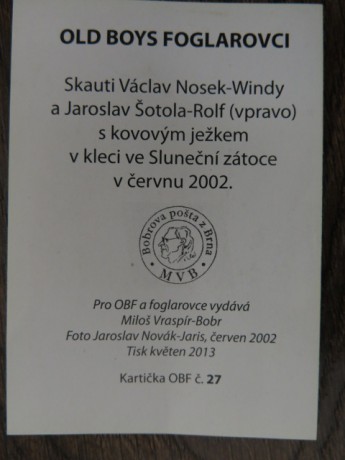 OLD BOYS FOGLAROVCI
Skauti Václav Nosek-Windy
a Jaroslav Šotola-Rolf (vpravo)
s kovovým ježkem
v kleci ve Sluneční zátoce
v červnu 2002.
Bobrova pošta z Brna
• MVB •
Pro OBF a foglarovce vydává
Miloš Vraspír-Bobr
Foto Jaroslav Novák-Jaris, červen 2002
Tisk květen 2013
Kartička OBF č. 27